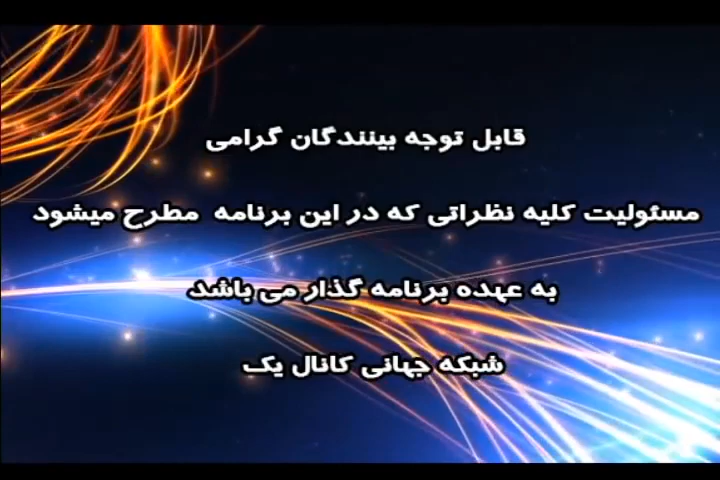 قابل توجه بینندگان گرامی
مسئولیت کلیه نظراتی که در این برنامه مطرح میشود
به عهده برنامه گذار می باشد
شبکه جهانی کانال یک